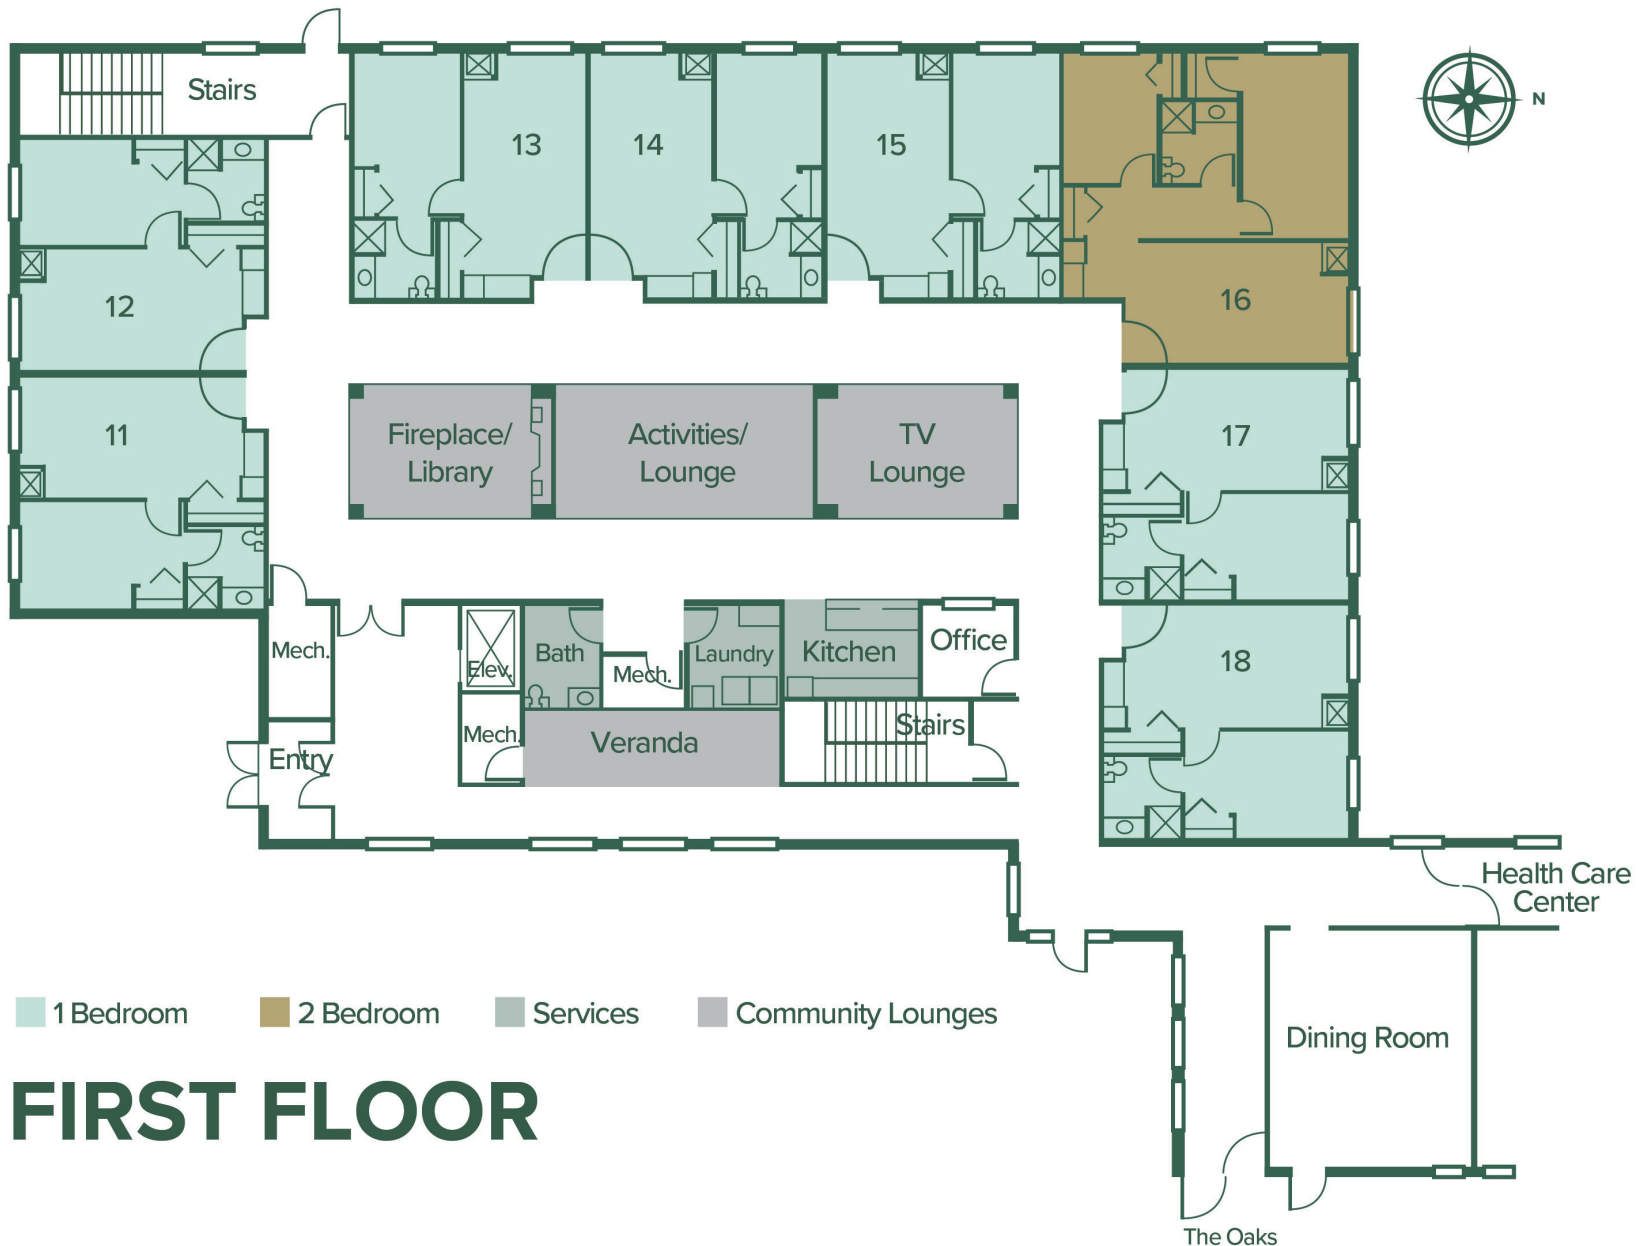 Stairs
N
13
14
15
12
16
11
Fireplace/
Library
Activities/
Lounge
TV
Lounge
17
Mech.
Elev.
Bath
Mech.
Laundry
Kitchen
Office
18
Mech.
Veranda
Stairs
Entry
Health Care
Center
1 Bedroom
2 Bedroom
Services
Community Lounges
Dining Room
FIRST FLOOR
The Oaks